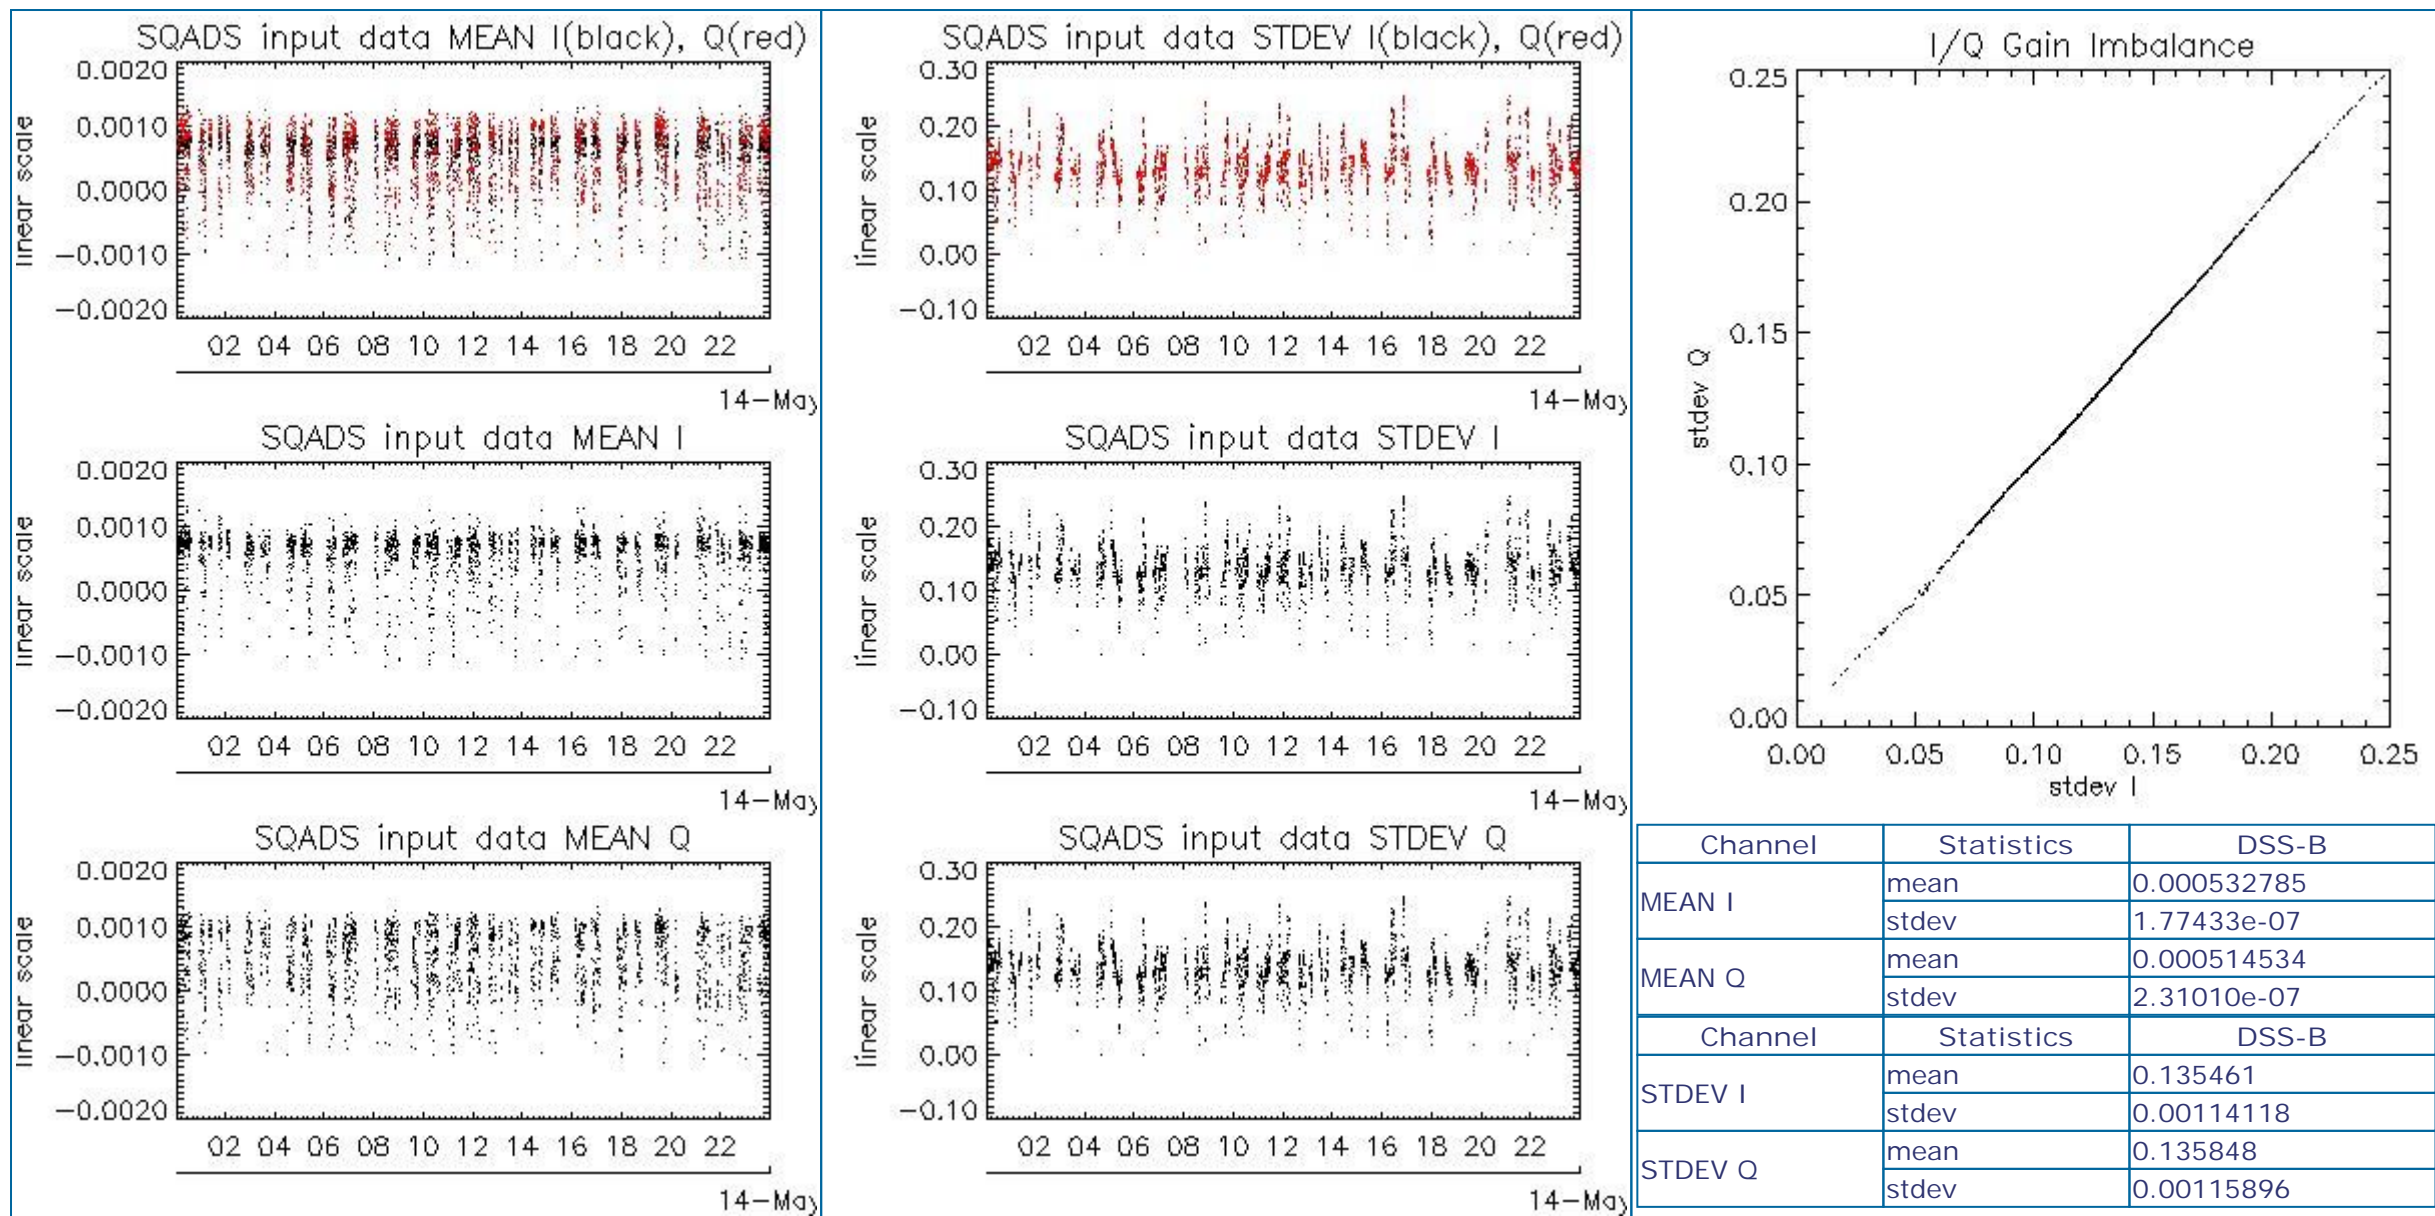 SQADS input data MEAN I(black), Q(red)
0.0020
0.0010
0.0000
−0.0010
−0.0020
linear scale
02 04 06 08 10 12 14 16 18 20 22
14−May
SQADS input data MEAN I
0.0020
0.0010
0.0000
−0.0010
−0.0020
linear scale
02 04 06 08 10 12 14 16 18 20 22
14−May
SQADS input data MEAN Q
0.0020
0.0010
0.0000
−0.0010
−0.0020
linear scale
02 04 06 08 10 12 14 16 18 20 22
14−May
SQADS input data STDEV I(black), Q(red)
0.30
0.20
0.10
0.00
−0.10
linear scale
02 04 06 08 10 12 14 16 18 20 22
14−May
SQADS input data STDEV I
0.30
0.20
0.10
0.00
−0.10
linear scale
02 04 06 08 10 12 14 16 18 20 22
14−May
SQADS input data STDEV Q
0.30
0.20
0.10
0.00
−0.10
linear scale
02 04 06 08 10 12 14 16 18 20 22
14−May
I/Q Gain Imbalance
0.25
0.20
0.15
0.10
0.05
0.00
stdev Q
0.00 0.05 0.10 0.15 0.20 0.25
stdev I
Channel Statistics DSS-B
MEAN I mean 0.000532785
stdev 1.77433e-07
MEAN Q mean 0.000514534
stdev 2.31010e-07
Channel Statistics DSS-B
STDEV I mean 0.135461
stdev 0.00114118
STDEV Q mean 0.135848
stdev 0.00115896